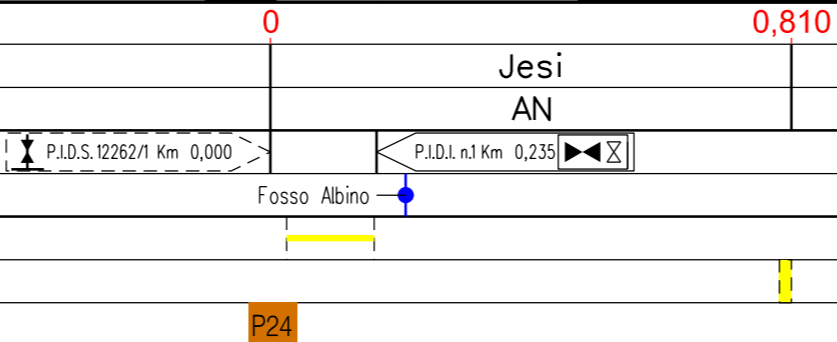 0 0,810
Jesi
AN
P.I.D.S. 12262/1 Km 0,000 P.I.D.I. n.1 Km 0,235
Fosso Albino
P24